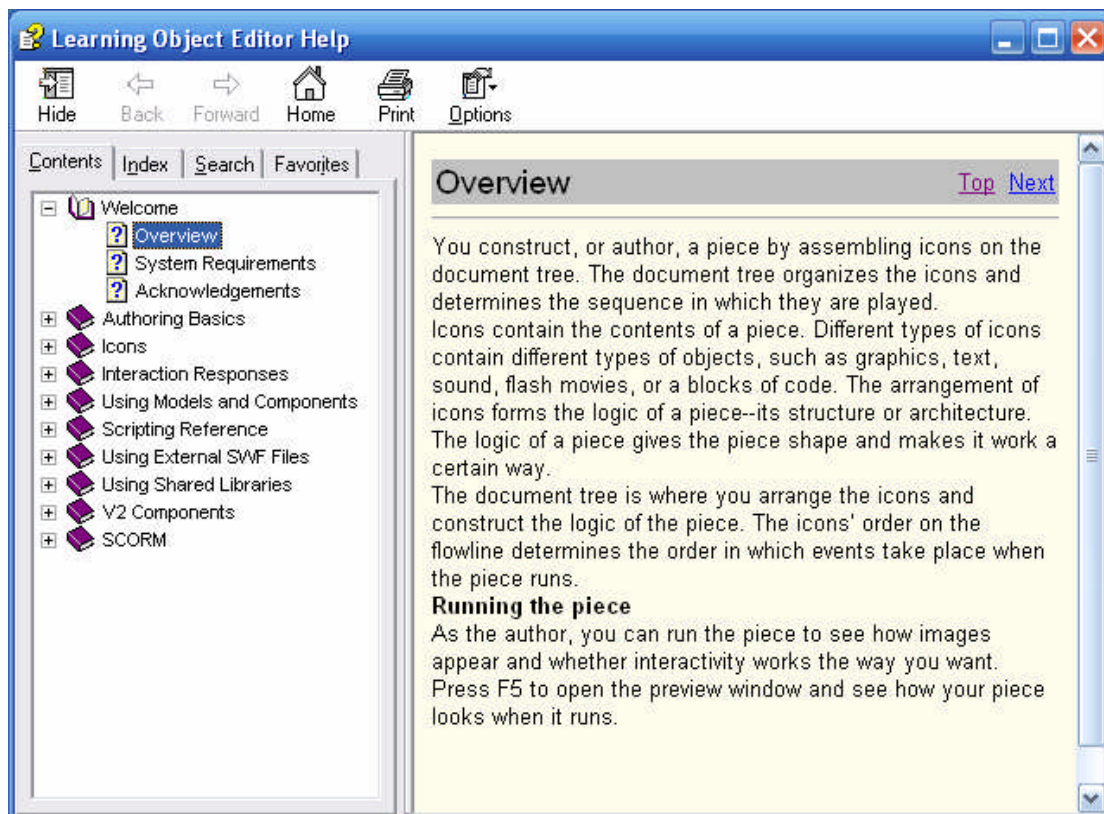 Learning Object Editor Help
Hide Back Forward Home Print Options
Contents Index Search Favorites
Welcome
Overview
System Requirements
Acknowledgements
Authoring Basics
Icons
Interaction Responses
Using Models and Components
Scripting Reference
Using External SWF Files
Using Shared Libraries
V2 Components
SCORM
Overview Top Next
You construct, or author, a piece by assembling icons on the
document tree. The document tree organizes the icons and
determines the sequence in which they are played.
Icons contain the contents of a piece. Different types of icons
contain different types of objects, such as graphics, text,
sound, flash movies, or a blocks of code. The arrangement of
icons forms the logic of a piece--its structure or architecture.
The logic of a piece gives the piece shape and makes it work a
certain way.
The document tree is where you arrange the icons and
construct the logic of the piece. The icons' order on the
flowline determines the order in which events take place when
the piece runs.
Running the piece
As the author, you can run the piece to see how images
appear and whether interactivity works the way you want.
Press F5 to open the preview window and see how your piece
looks when it runs.